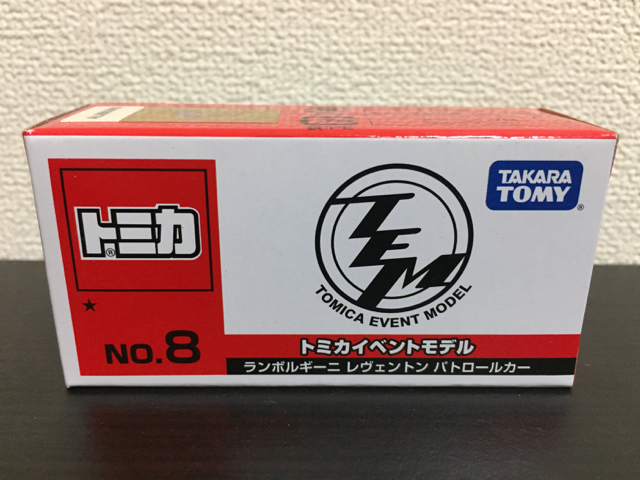 トミカ®
★
NO.8
TEM
TOMICA EVENT MODEL
TAKARA
TOMY®
トミカイベントモデル
ランボルギーニ レヴェントン パトロールカー